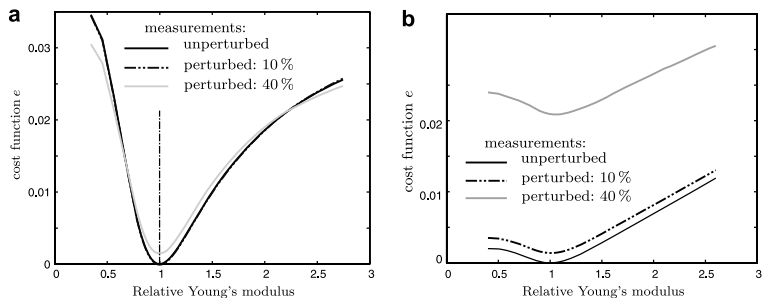 a
measurements:
unperturbed
perturbed: 10 %
perturbed: 40 %
cost function e
0.03
0.02
0.01
0
0 0.5 1 1.5 2 2.5 3
Relative Young's modulus
b
measurements:
unperturbed
perturbed: 10 %
perturbed: 40 %
cost function e
0.02
0.01
0
0 0.5 1 1.5 2 2.5 3
Relative Young's modulus